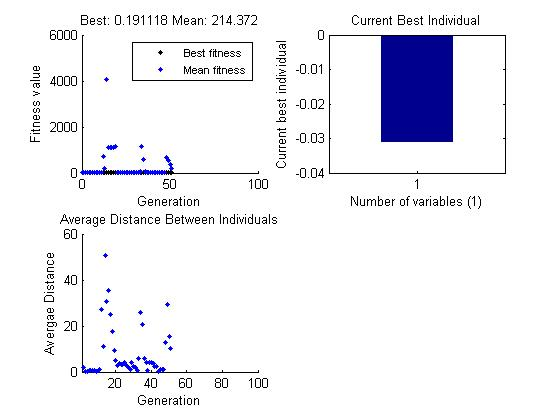 Best: 0.191118 Mean: 214.372
6000
4000
2000
0
Fitness value
Best fitness
Mean fitness
0
50
100
Generation
Current Best Individual
0
-0.01
-0.02
-0.03
-0.04
Current best individual
1
Number of variables (1)
Average Distance Between Individuals
60
40
20
0
Avergae Distance
20
40
60
80
100
Generation